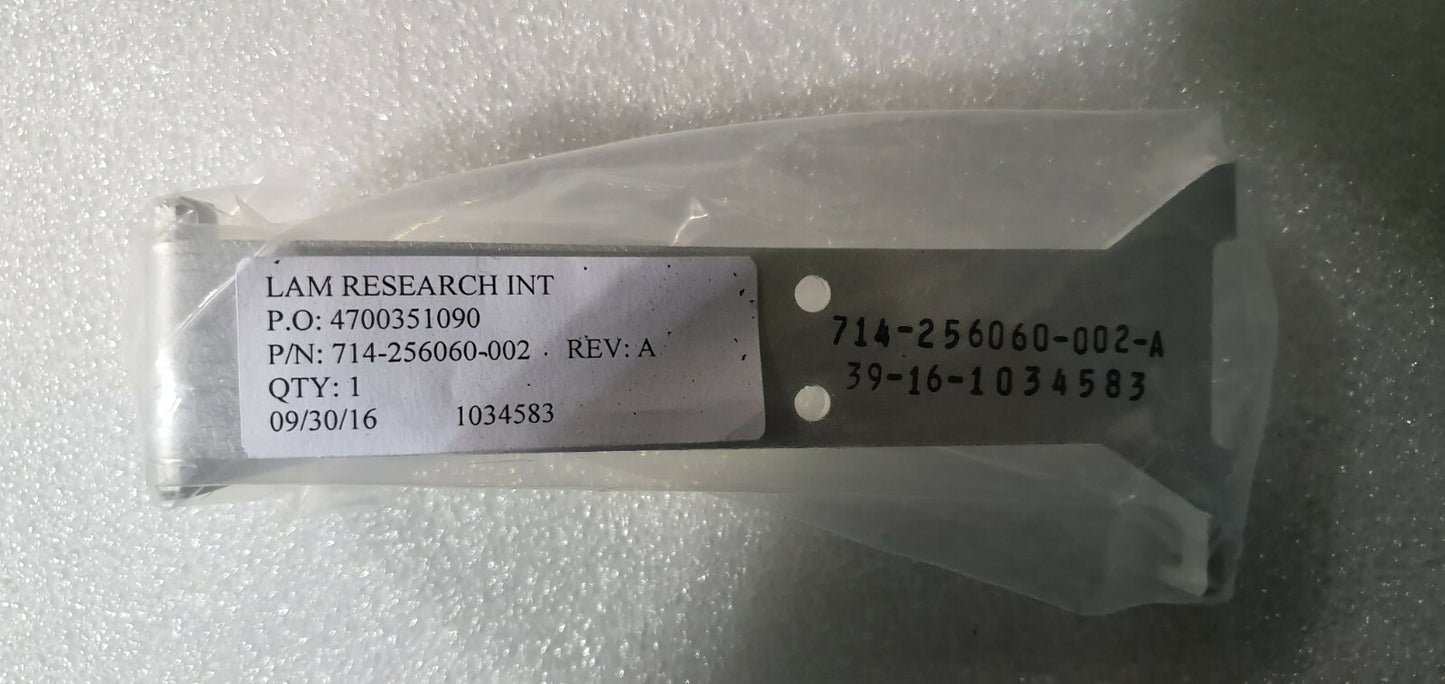 LAM RESEARCH INT
P.O: 4700351090
P/N: 714-256060-002 REV: A
QTY: 1
09/30/16 1034583
714-256060-002-A
39-16-1034583